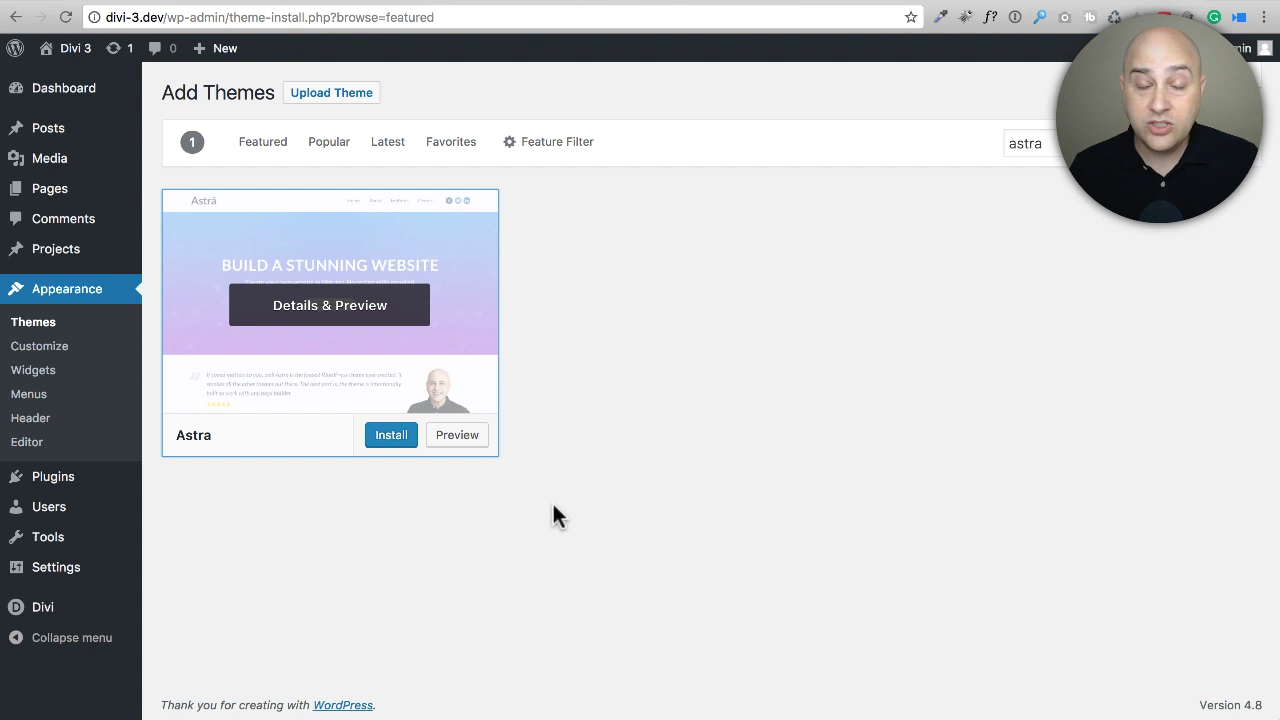 divi-3.dev/wp-admin/theme-install.php?browse=featured
Divi 3
1
0
New
min
Dashboard
Posts
Media
Pages
Comments
Projects
Appearance
Themes
Customize
Widgets
Menus
Header
Editor
Plugins
Users
Tools
Settings
Divi
Collapse menu
Add Themes
Upload Theme
1
Featured
Popular
Latest
Favorites
Feature Filter
astra
Asträ
BUILD A STUNNING WEBSITE
Details & Preview
Astra
Install
Preview
Thank you for creating with WordPress.
Version 4.8